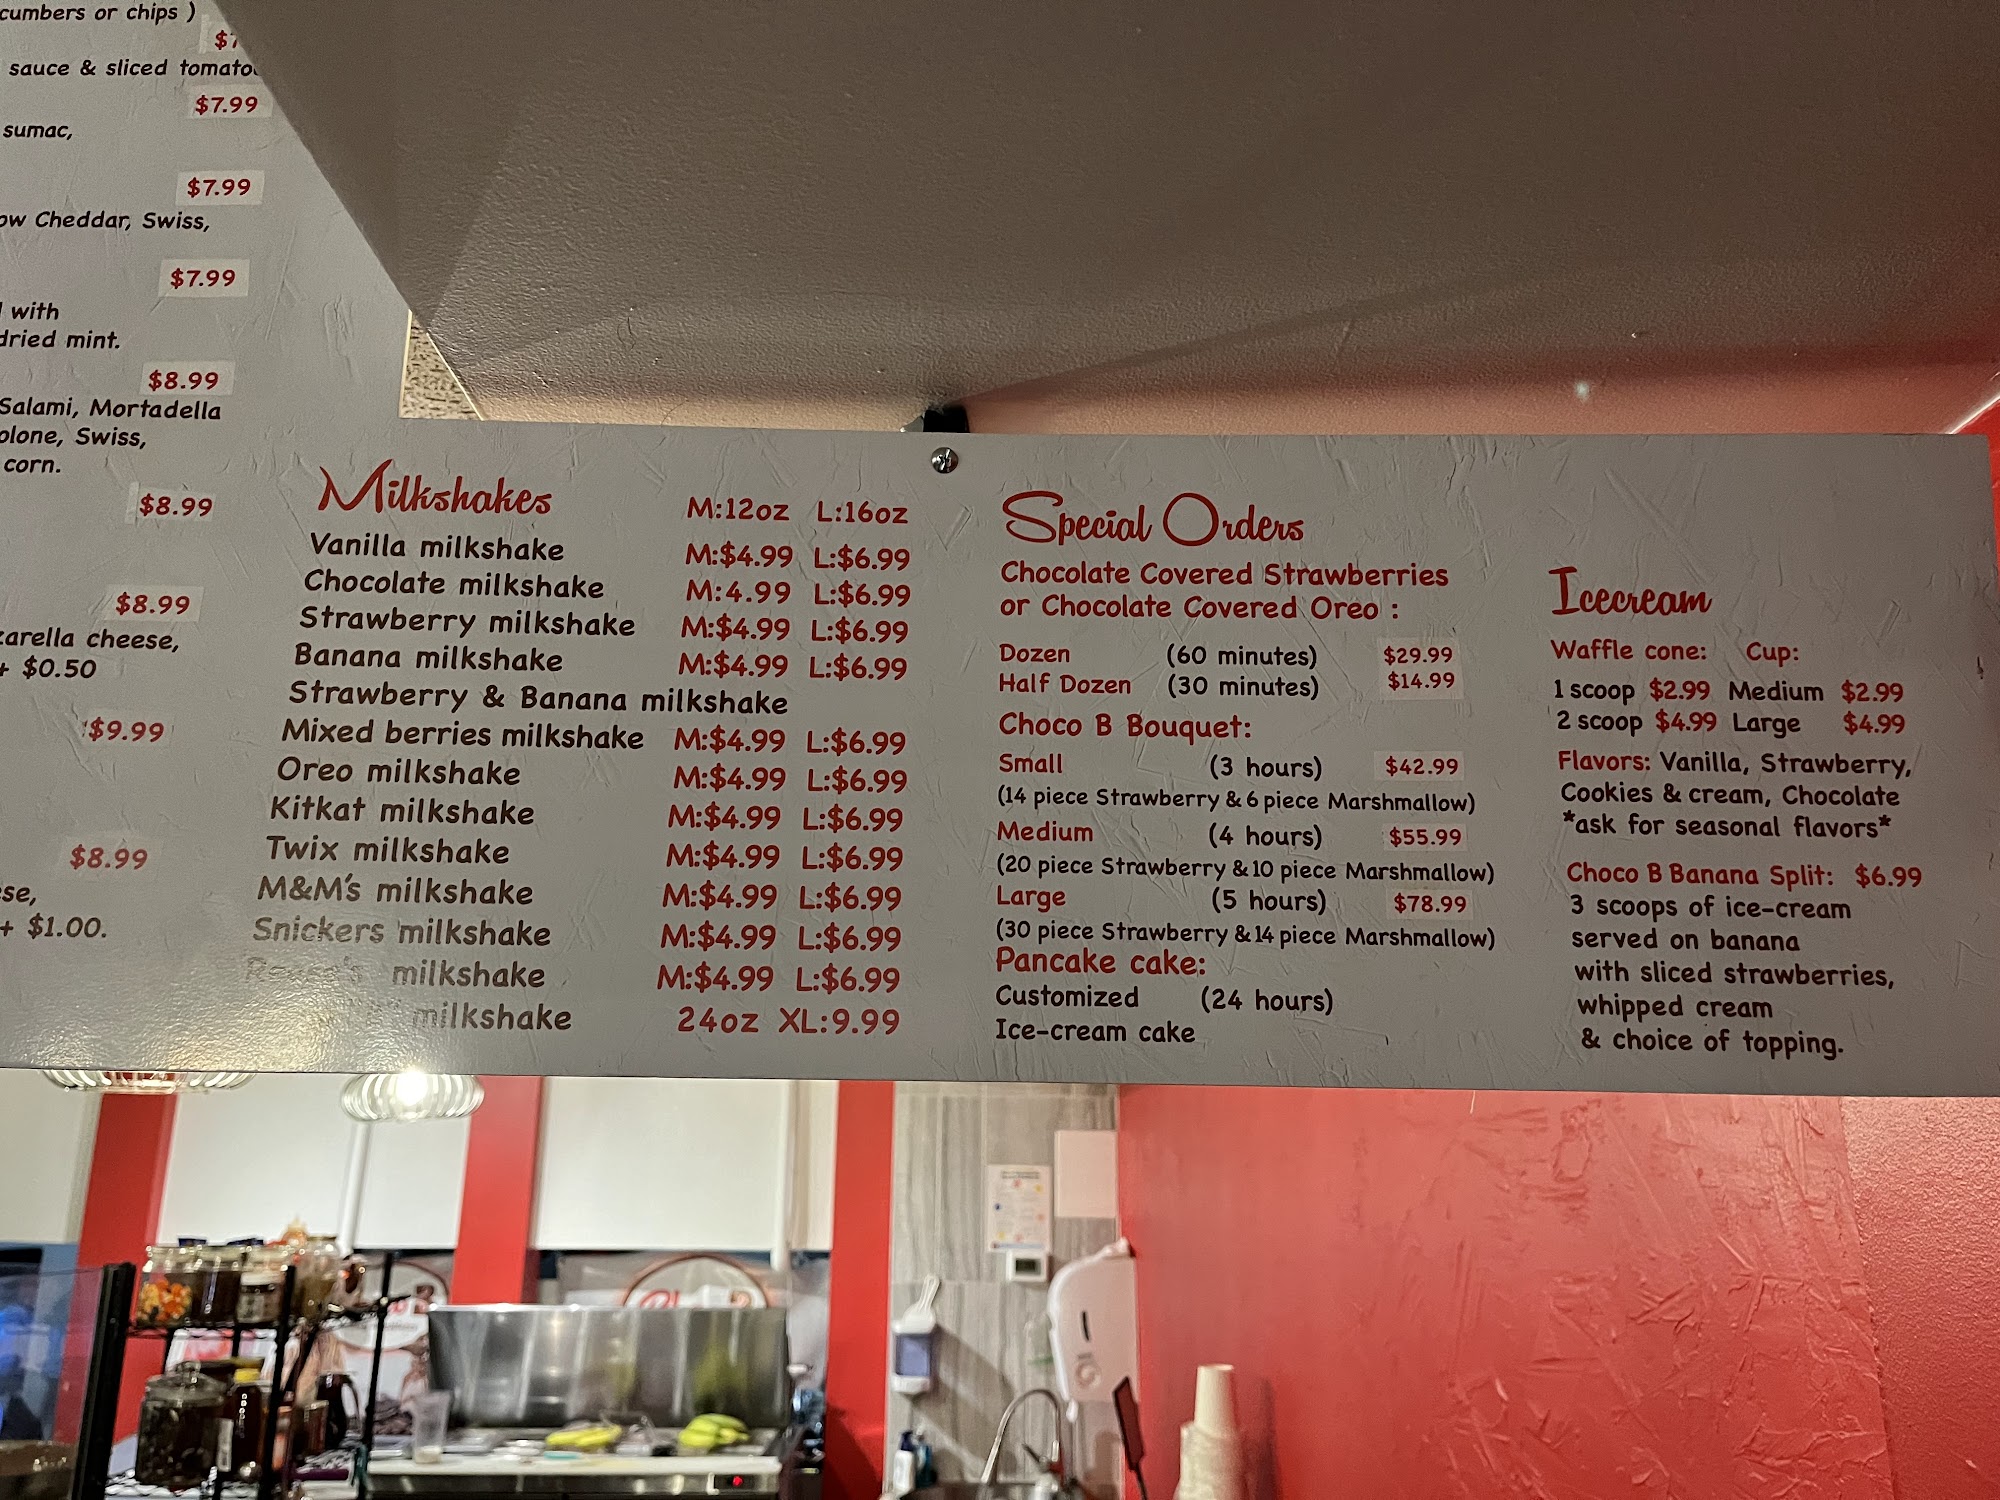 cumbers or chips )
sauce & sliced
$7.99
sumac,
$7.99
Cheddar, Swiss,
$7.99
with
dried mint.
$8.99
Salami, Mortadella
Swiss,
corn.
$8.99
$8.99
cheese,
+ $0.50
$9.99
$8.99
+ $1.00.
Milkshakes M:12oz L:16oz
Vanilla milkshake M:$4.99 L:$6.99
Chocolate milkshake M:4.99 L:$6.99
Strawberry milkshake M:$4.99 L:$6.99
Banana milkshake M:$4.99 L:$6.99
Strawberry & Banana milkshake
Mixed berries milkshake M:$4.99 L:$6.99
Oreo milkshake M:$4.99 L:$6.99
Kitkat milkshake M:$4.99 L:$6.99
Twix milkshake M:$4.99 L:$6.99
M&M's milkshake M:$4.99 L:$6.99
Snickers milkshake M:$4.99 L:$6.99
milkshake M:$4.99 L:$6.99
milkshake 24oz XL:9.99
Special Orders
Chocolate Covered Strawberries
or Chocolate Covered Oreo :
Dozen (60 minutes) $29.99
Half Dozen (30 minutes) $14.99
Choco B Bouquet:
Small (3 hours) $42.99
(14 piece Strawberry & 6 piece Marshmallow)
Medium (4 hours) $55.99
(20 piece Strawberry & 10 piece Marshmallow)
Large (5 hours) $78.99
(30 piece Strawberry & 14 piece Marshmallow)
Pancake cake:
Customized (24 hours)
Ice-cream cake
Icecream
Waffle cone: Cup:
1 scoop $2.99 Medium $2.99
2 scoop $4.99 Large $4.99
Flavors: Vanilla, Strawberry,
Cookies & cream, Chocolate
*ask for seasonal flavors*
Choco B Banana Split: $6.99
3 scoops of ice-cream
served on banana
with sliced strawberries,
whipped cream
& choice of topping.